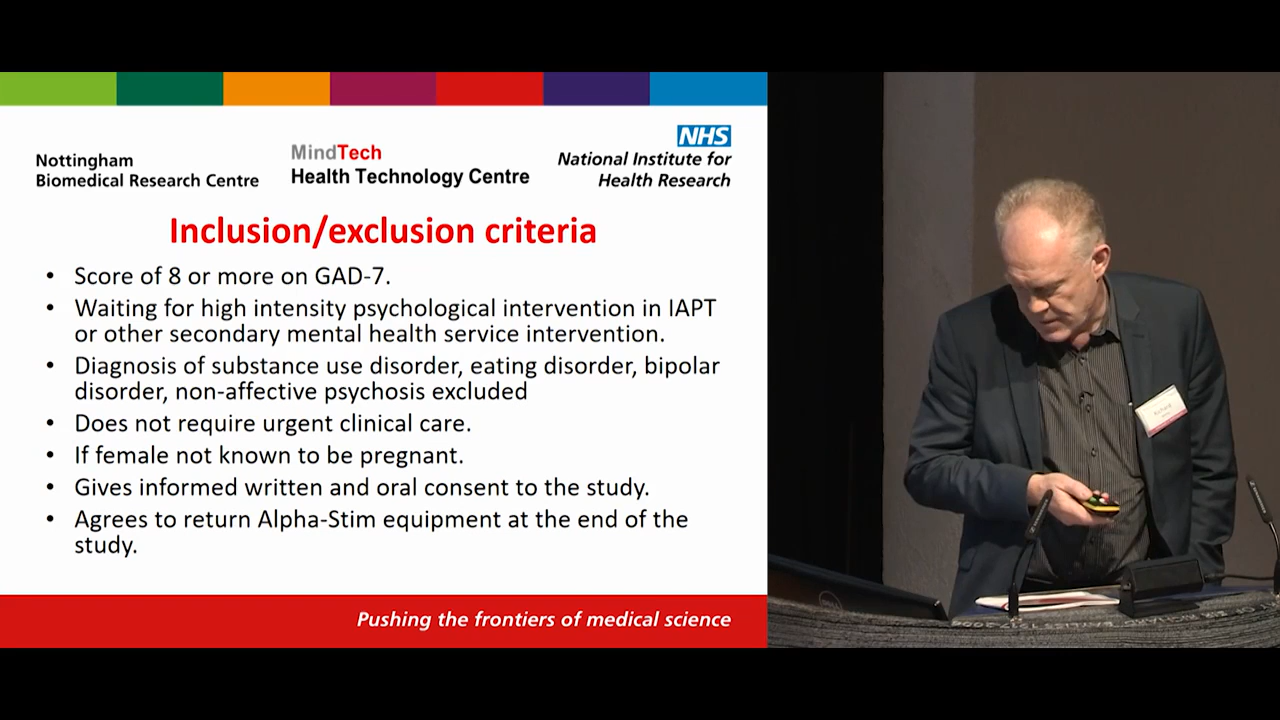 Nottingham
Biomedical Research Centre
MindTech
Health Technology Centre
NHS
National Institute for
Health Research
Inclusion/exclusion criteria
• Score of 8 or more on GAD-7.
• Waiting for high intensity psychological intervention in IAPT
or other secondary mental health service intervention.
• Diagnosis of substance use disorder, eating disorder, bipolar
disorder, non-affective psychosis excluded
• Does not require urgent clinical care.
• If female not known to be pregnant.
• Gives informed written and oral consent to the study.
• Agrees to return Alpha-Stim equipment at the end of the
study.
Pushing the frontiers of medical science
Richard